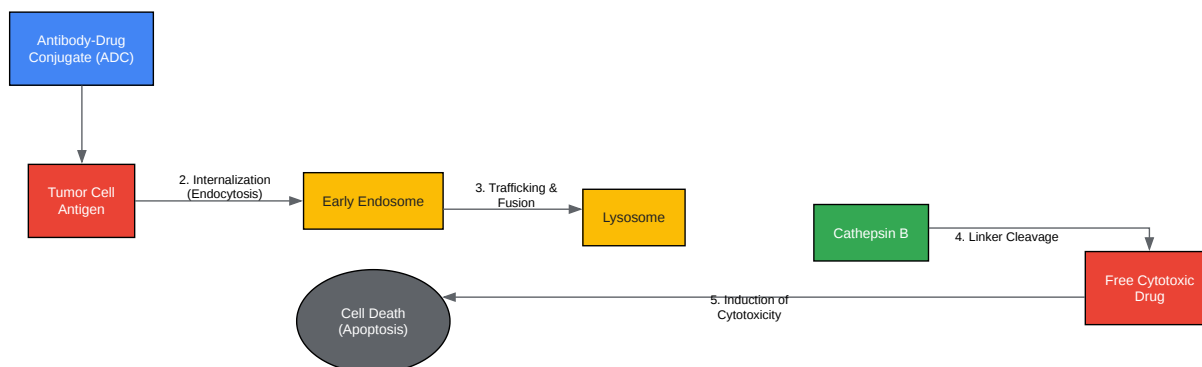 Antibody-Drug
Conjugate (ADC)
Tumor Cell
Antigen
2. Internalization
(Endocytosis)
Early Endosome
3. Trafficking &
Fusion
Lysosome
Cathepsin B
4. Linker Cleavage
Free Cytotoxic
Drug
5. Induction of
Cytotoxicity
Cell Death
(Apoptosis)